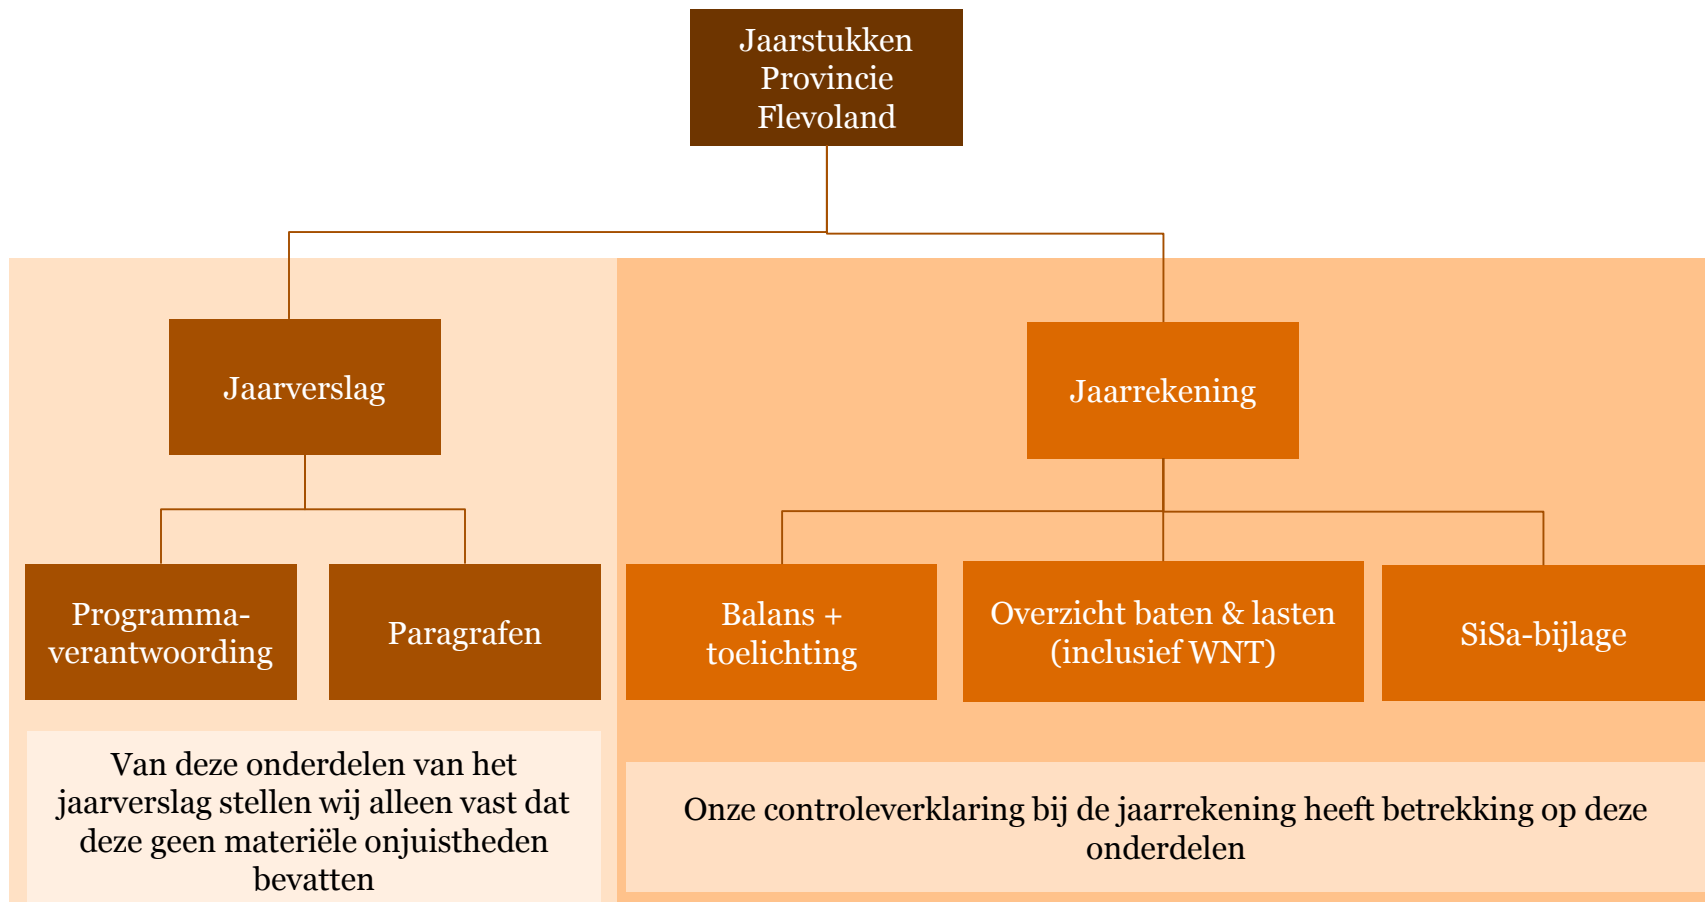 Jaarstukken
Provincie
Flevoland
Jaarverslag
Jaarrekening
Programma-
verantwoording
Paragrafen
Balans +
toelichting
Overzicht baten & lasten
(inclusief WNT)
SiSa-bijlage
Van deze onderdelen van het
jaarverslag stellen wij alleen vast dat
deze geen materiële onjuistheden
bevatten
Onze controleverklaring bij de jaarrekening heeft betrekking op deze
onderdelen